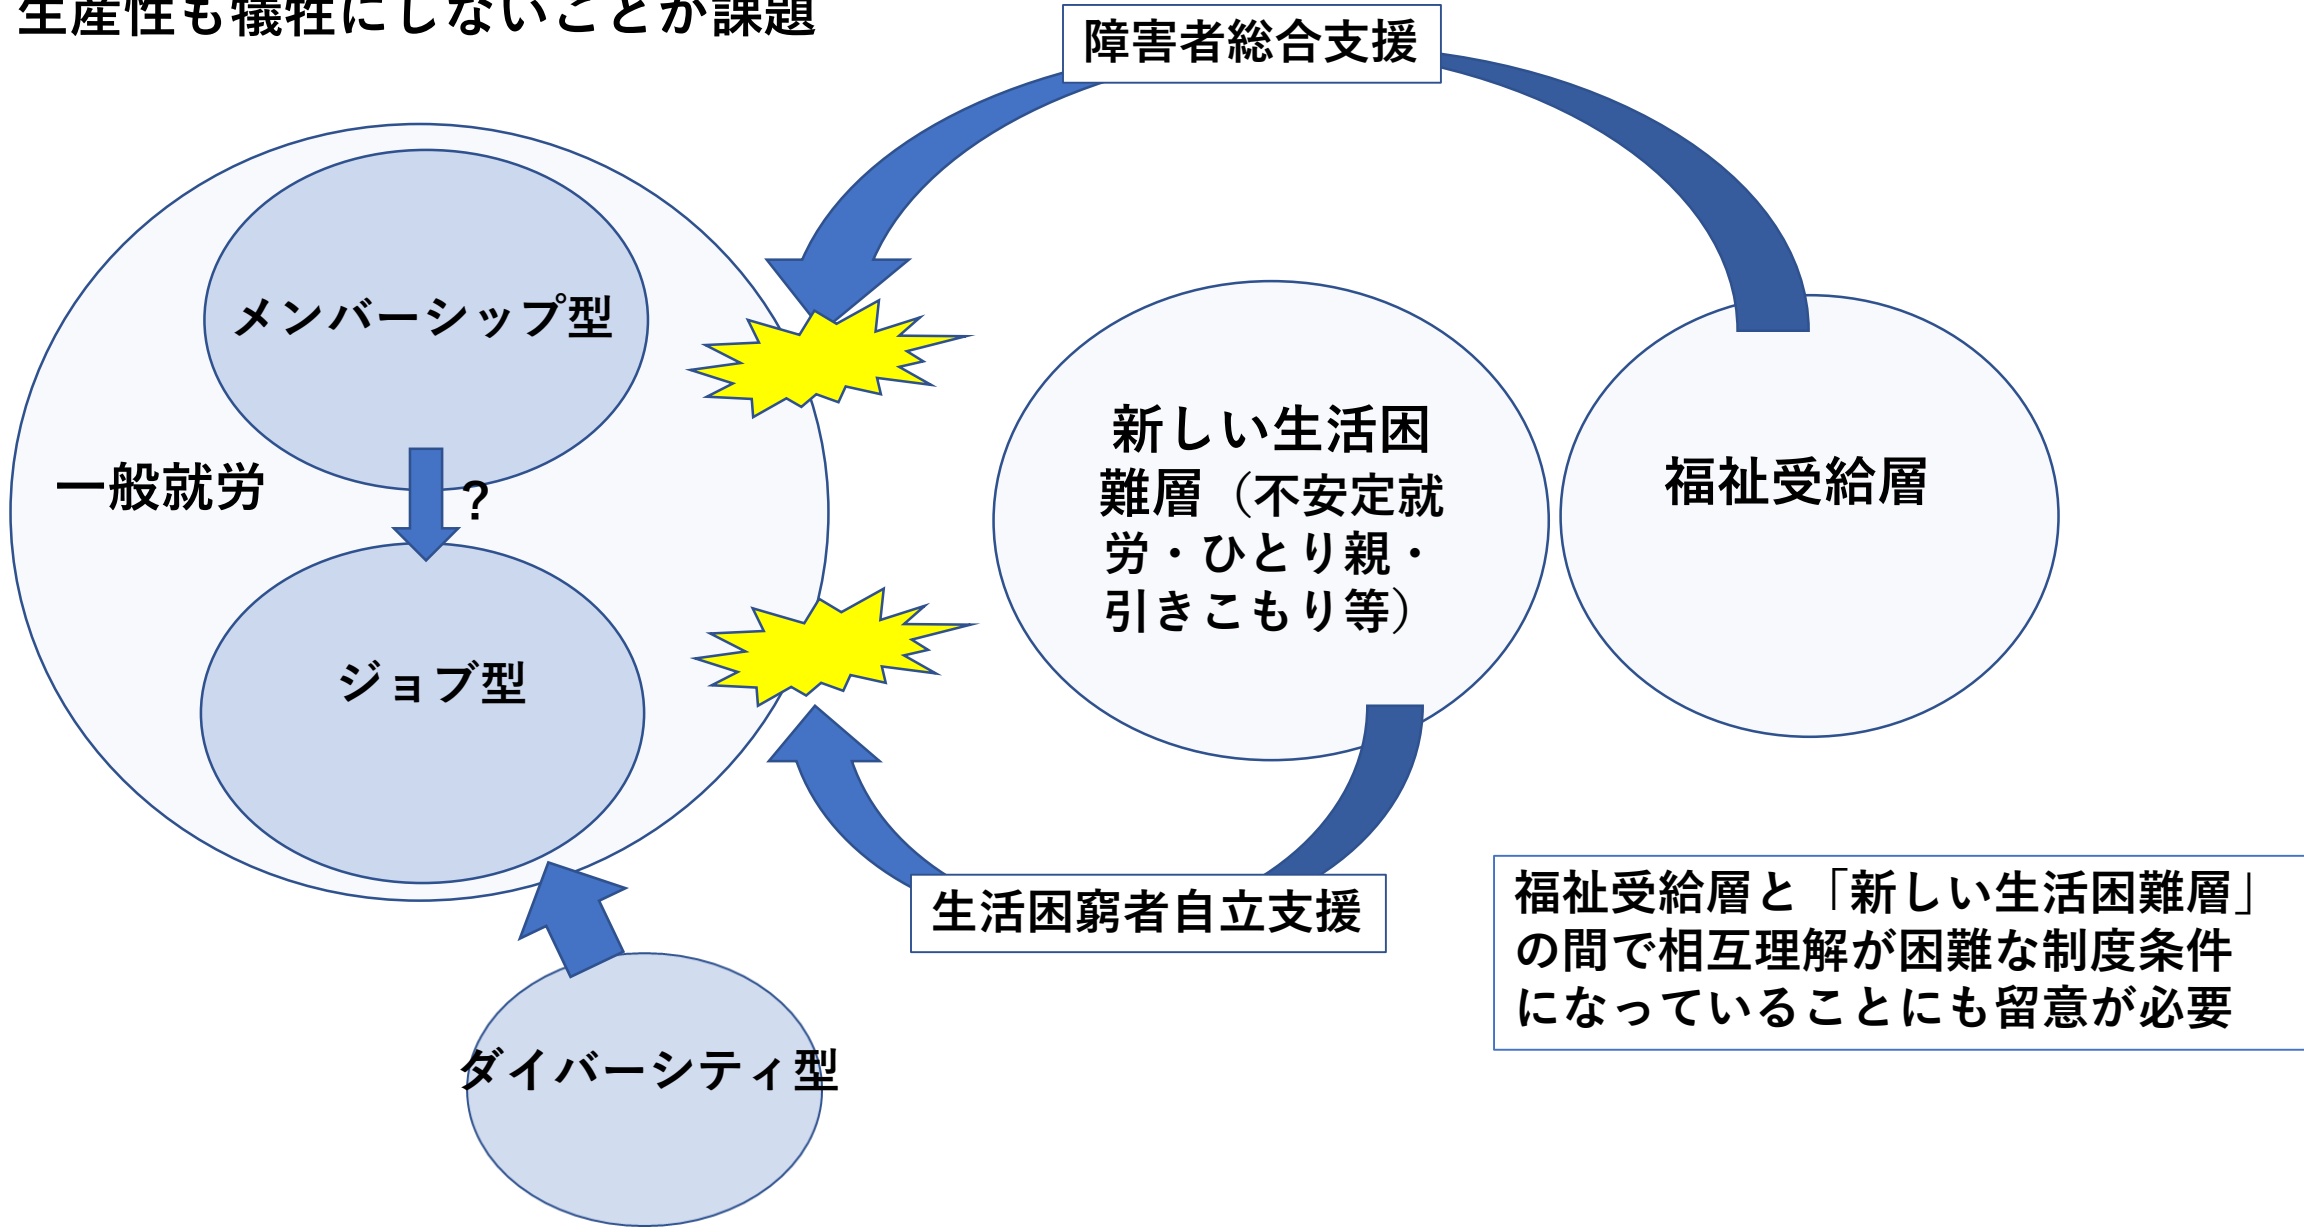 生産性も犠牲にしないことが課題
障害者総合支援
メンバーシップ型
一般就労
?
ジョブ型
新しい生活困
難層（不安定就
労・ひとり親・
引きこもり等）
福祉受給層
生活困窮者自立支援
福祉受給層と「新しい生活困難層」
の間で相互理解が困難な制度条件
になっていることにも留意が必要
ダイバーシティ型